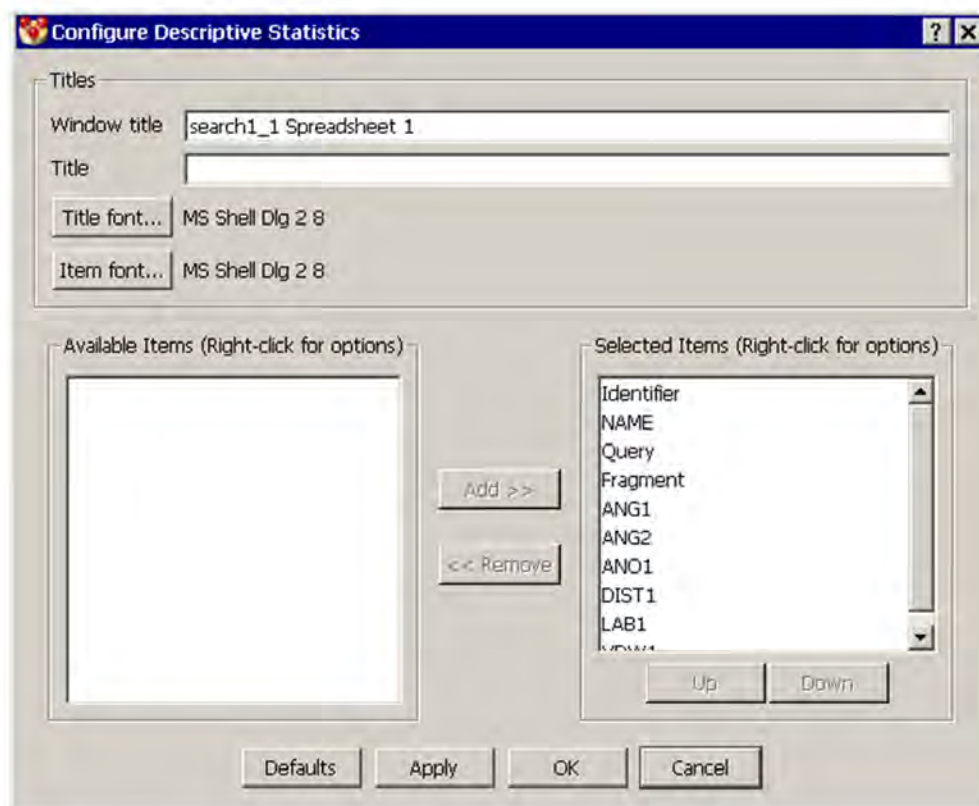 Configure Descriptive Statistics
Titles
Window title search1_1 Spreadsheet 1
Title
Title font... MS Shell Dlg 2 8
Item font... MS Shell Dlg 2 8
Available Items (Right-click for options)
Selected Items (Right-click for options)
Identifier
NAME
Query
Fragment
ANG1
ANG2
ANO1
DIST1
LAB1
Add >>
<< Remove
Up Down
Defaults Apply OK Cancel